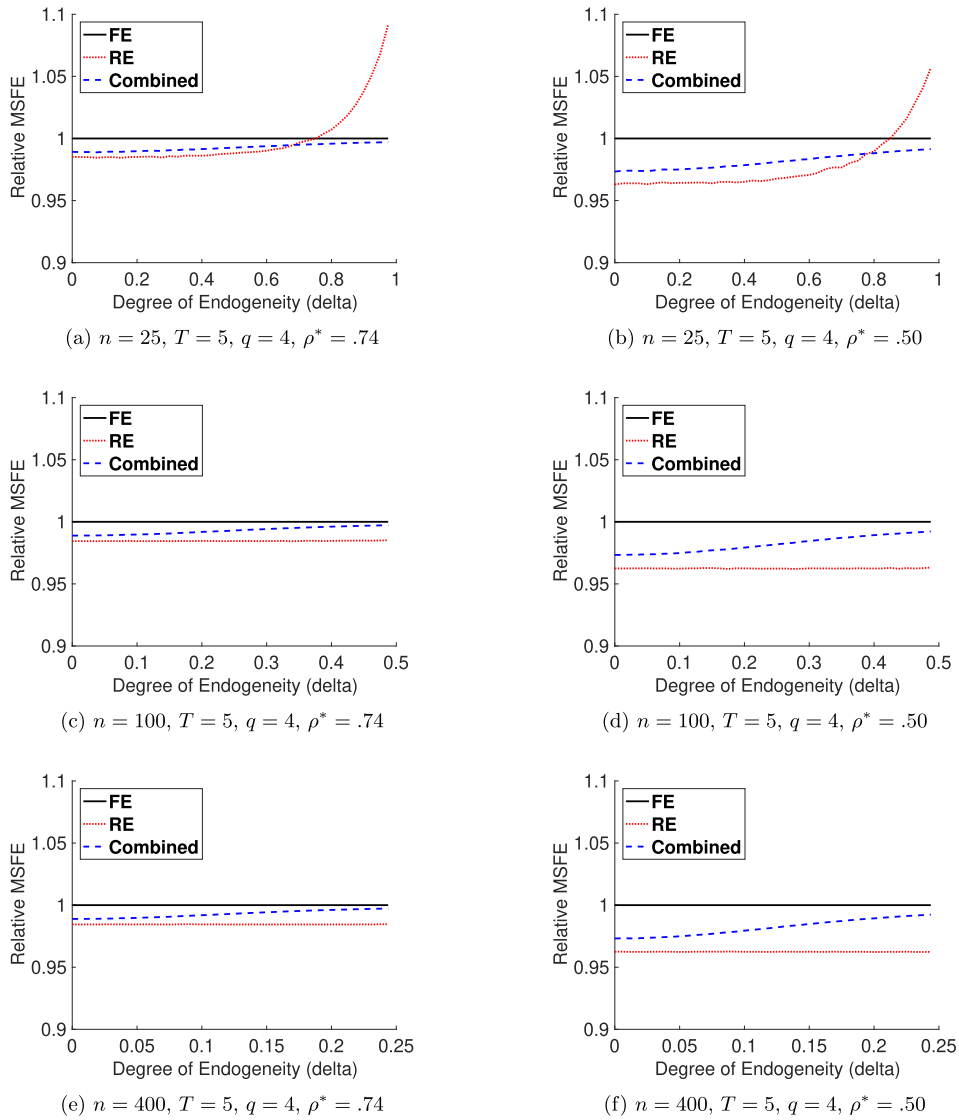 1.1
1.05
1
0.95
0.9
Relative MSFE
FE
RE
Combined
0 0.2 0.4 0.6 0.8 1
Degree of Endogeneity (delta)
(a) n = 25, T = 5, q = 4, ρ* = .74
1.1
1.05
1
0.95
0.9
Relative MSFE
FE
RE
Combined
0 0.2 0.4 0.6 0.8 1
Degree of Endogeneity (delta)
(b) n = 25, T = 5, q = 4, ρ* = .50
1.1
1.05
1
0.95
0.9
Relative MSFE
FE
RE
Combined
0 0.1 0.2 0.3 0.4 0.5
Degree of Endogeneity (delta)
(c) n = 100, T = 5, q = 4, ρ* = .74
1.1
1.05
1
0.95
0.9
Relative MSFE
FE
RE
Combined
0 0.1 0.2 0.3 0.4 0.5
Degree of Endogeneity (delta)
(d) n = 100, T = 5, q = 4, ρ* = .50
1.1
1.05
1
0.95
0.9
Relative MSFE
FE
RE
Combined
0 0.05 0.1 0.15 0.2 0.25
Degree of Endogeneity (delta)
(e) n = 400, T = 5, q = 4, ρ* = .74
1.1
1.05
1
0.95
0.9
Relative MSFE
FE
RE
Combined
0 0.05 0.1 0.15 0.2 0.25
Degree of Endogeneity (delta)
(f) n = 400, T = 5, q = 4, ρ* = .50